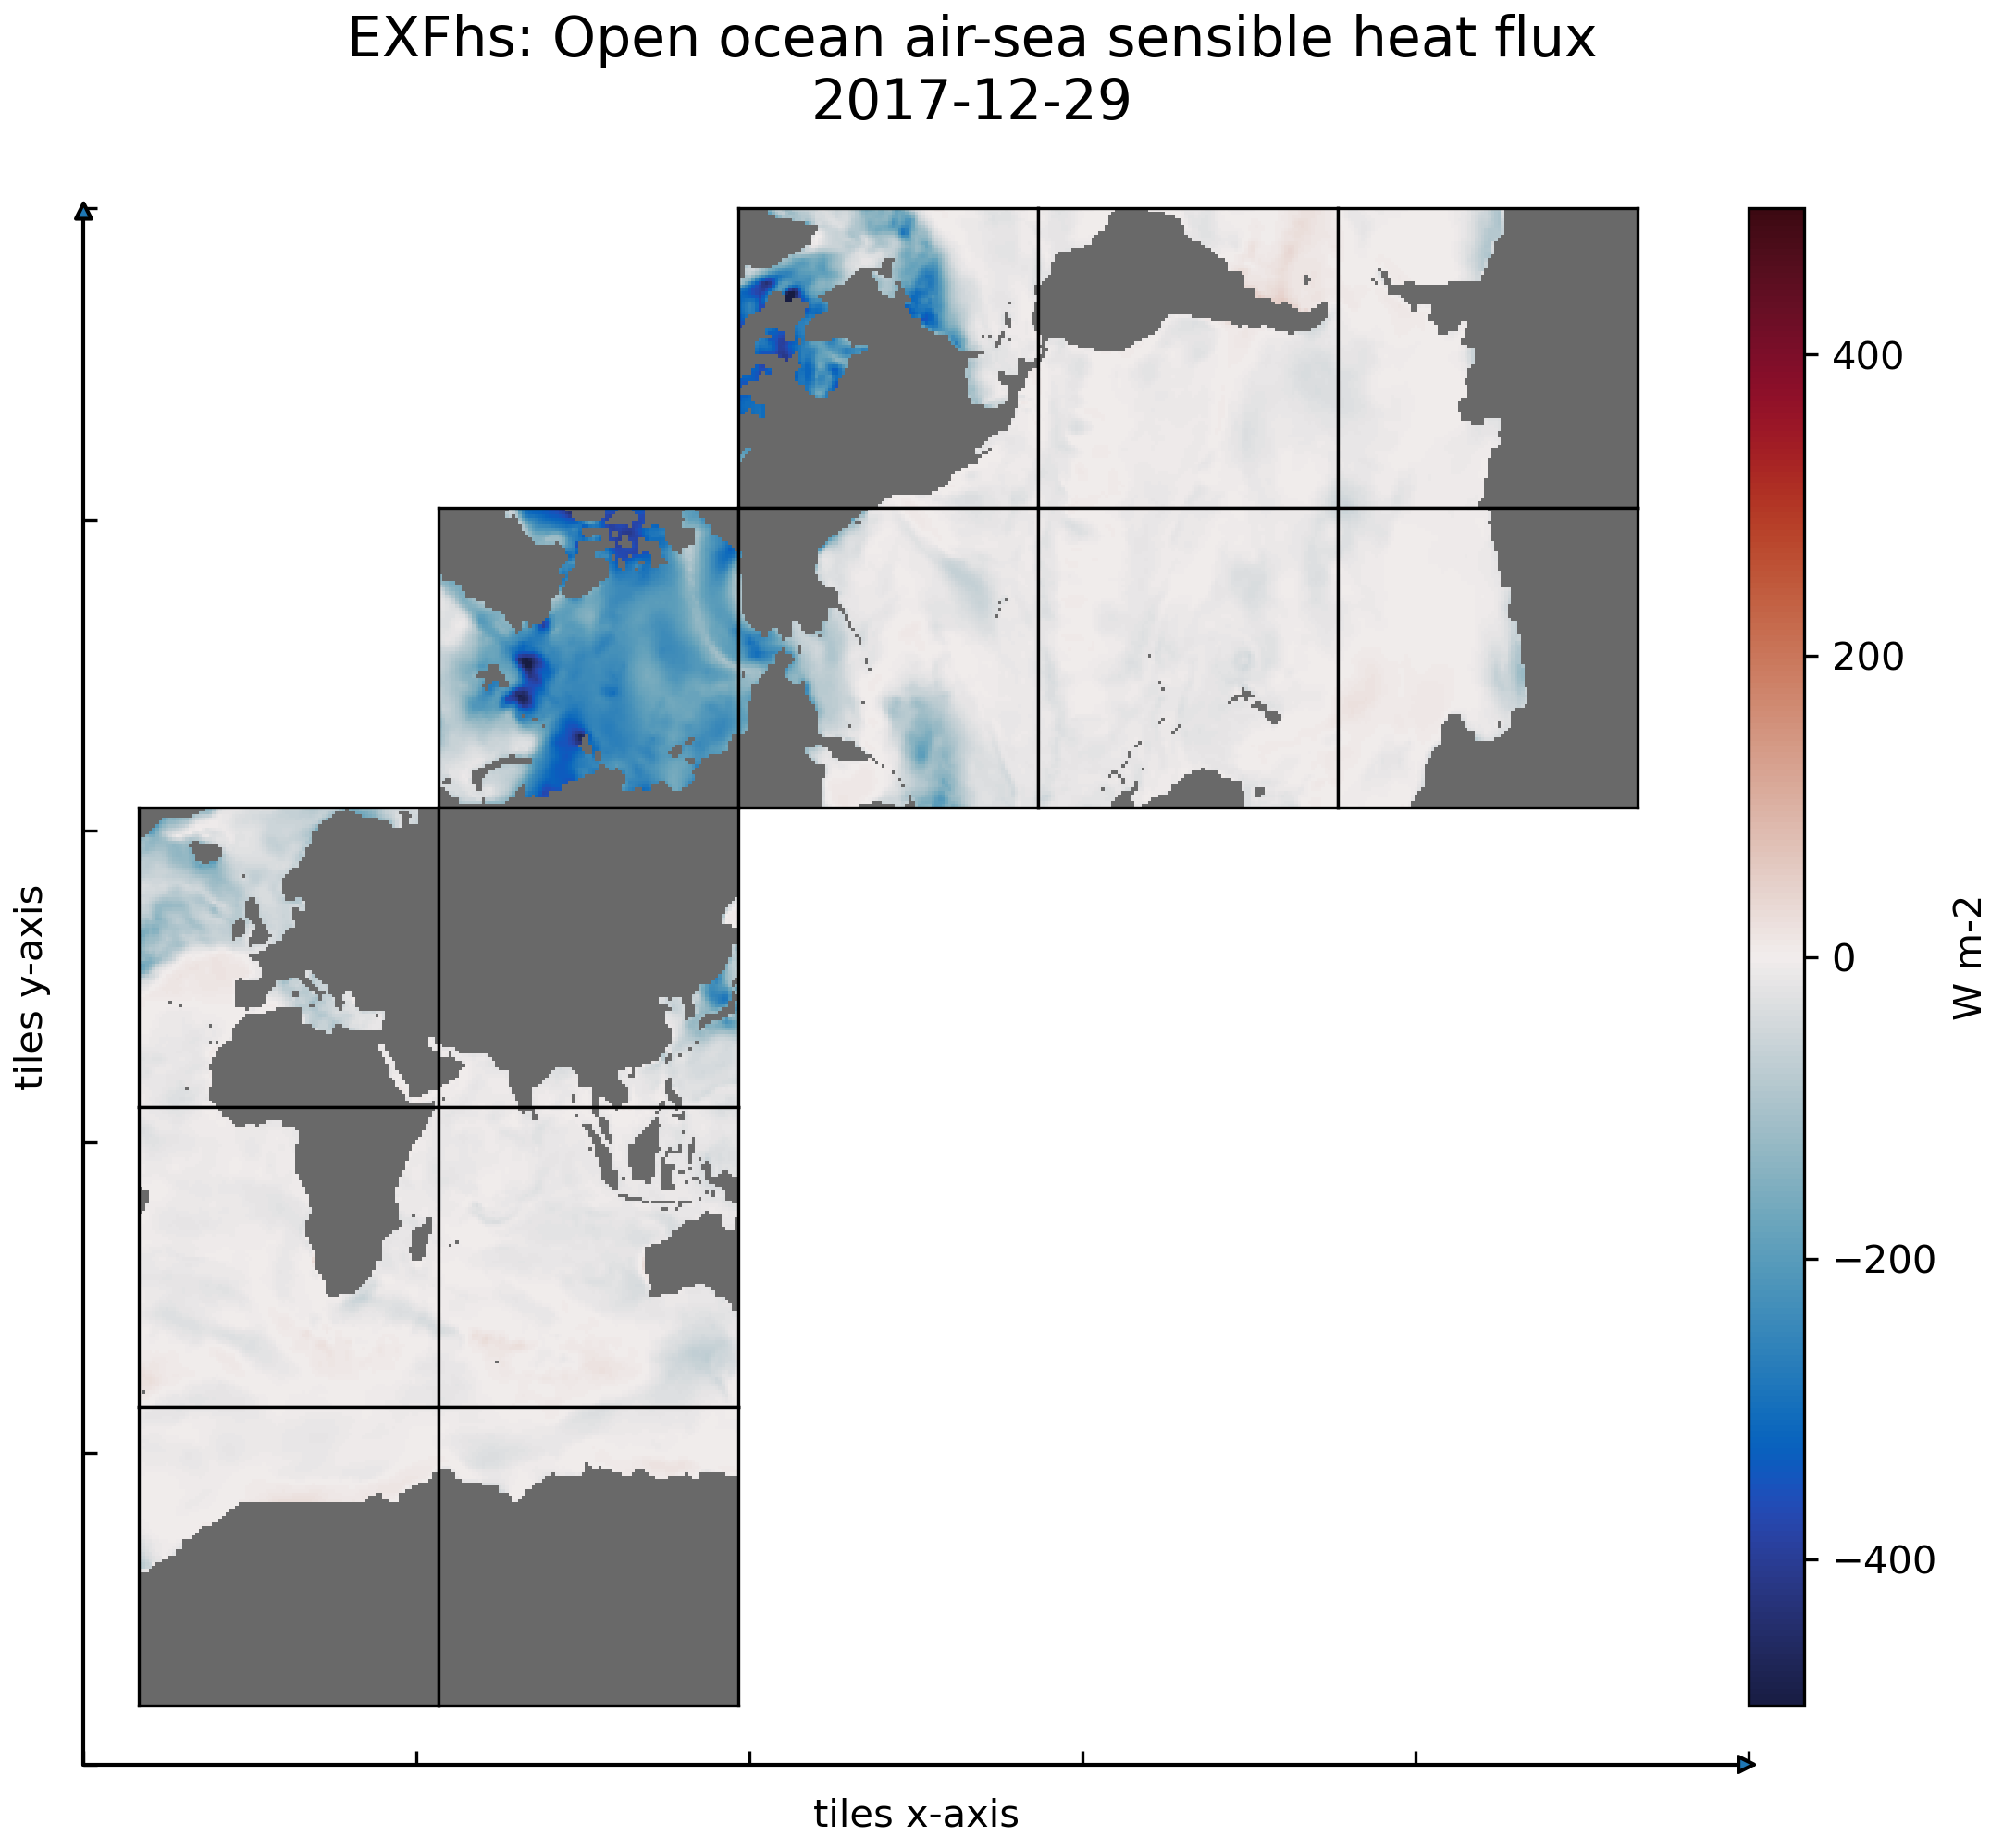 EXFhs: Open ocean air-sea sensible heat flux
2017-12-29
400
200
0
−200
−400
W m-2
tiles y-axis
tiles x-axis